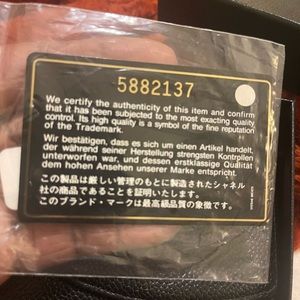 5882137
We certify the authenticity of this item and confirm
that it has been subjected to the most exacting quality
control. Its high quality is a symbol of the fine reputation
of the Trademark.
Wir bestätigen, dass es sich um einen Artikel handelt,
der während seiner Herstellung strengsten Kontrollen
unterworfen war, und dessen erstklassige Qualität
dem hohen Ansehen unserer Marke entspricht.
この製品は厳しい管理のもとに製造されたシャネル
社の商品であることを証明いたします。
このブランド・マークは最高級品質の象徴です。